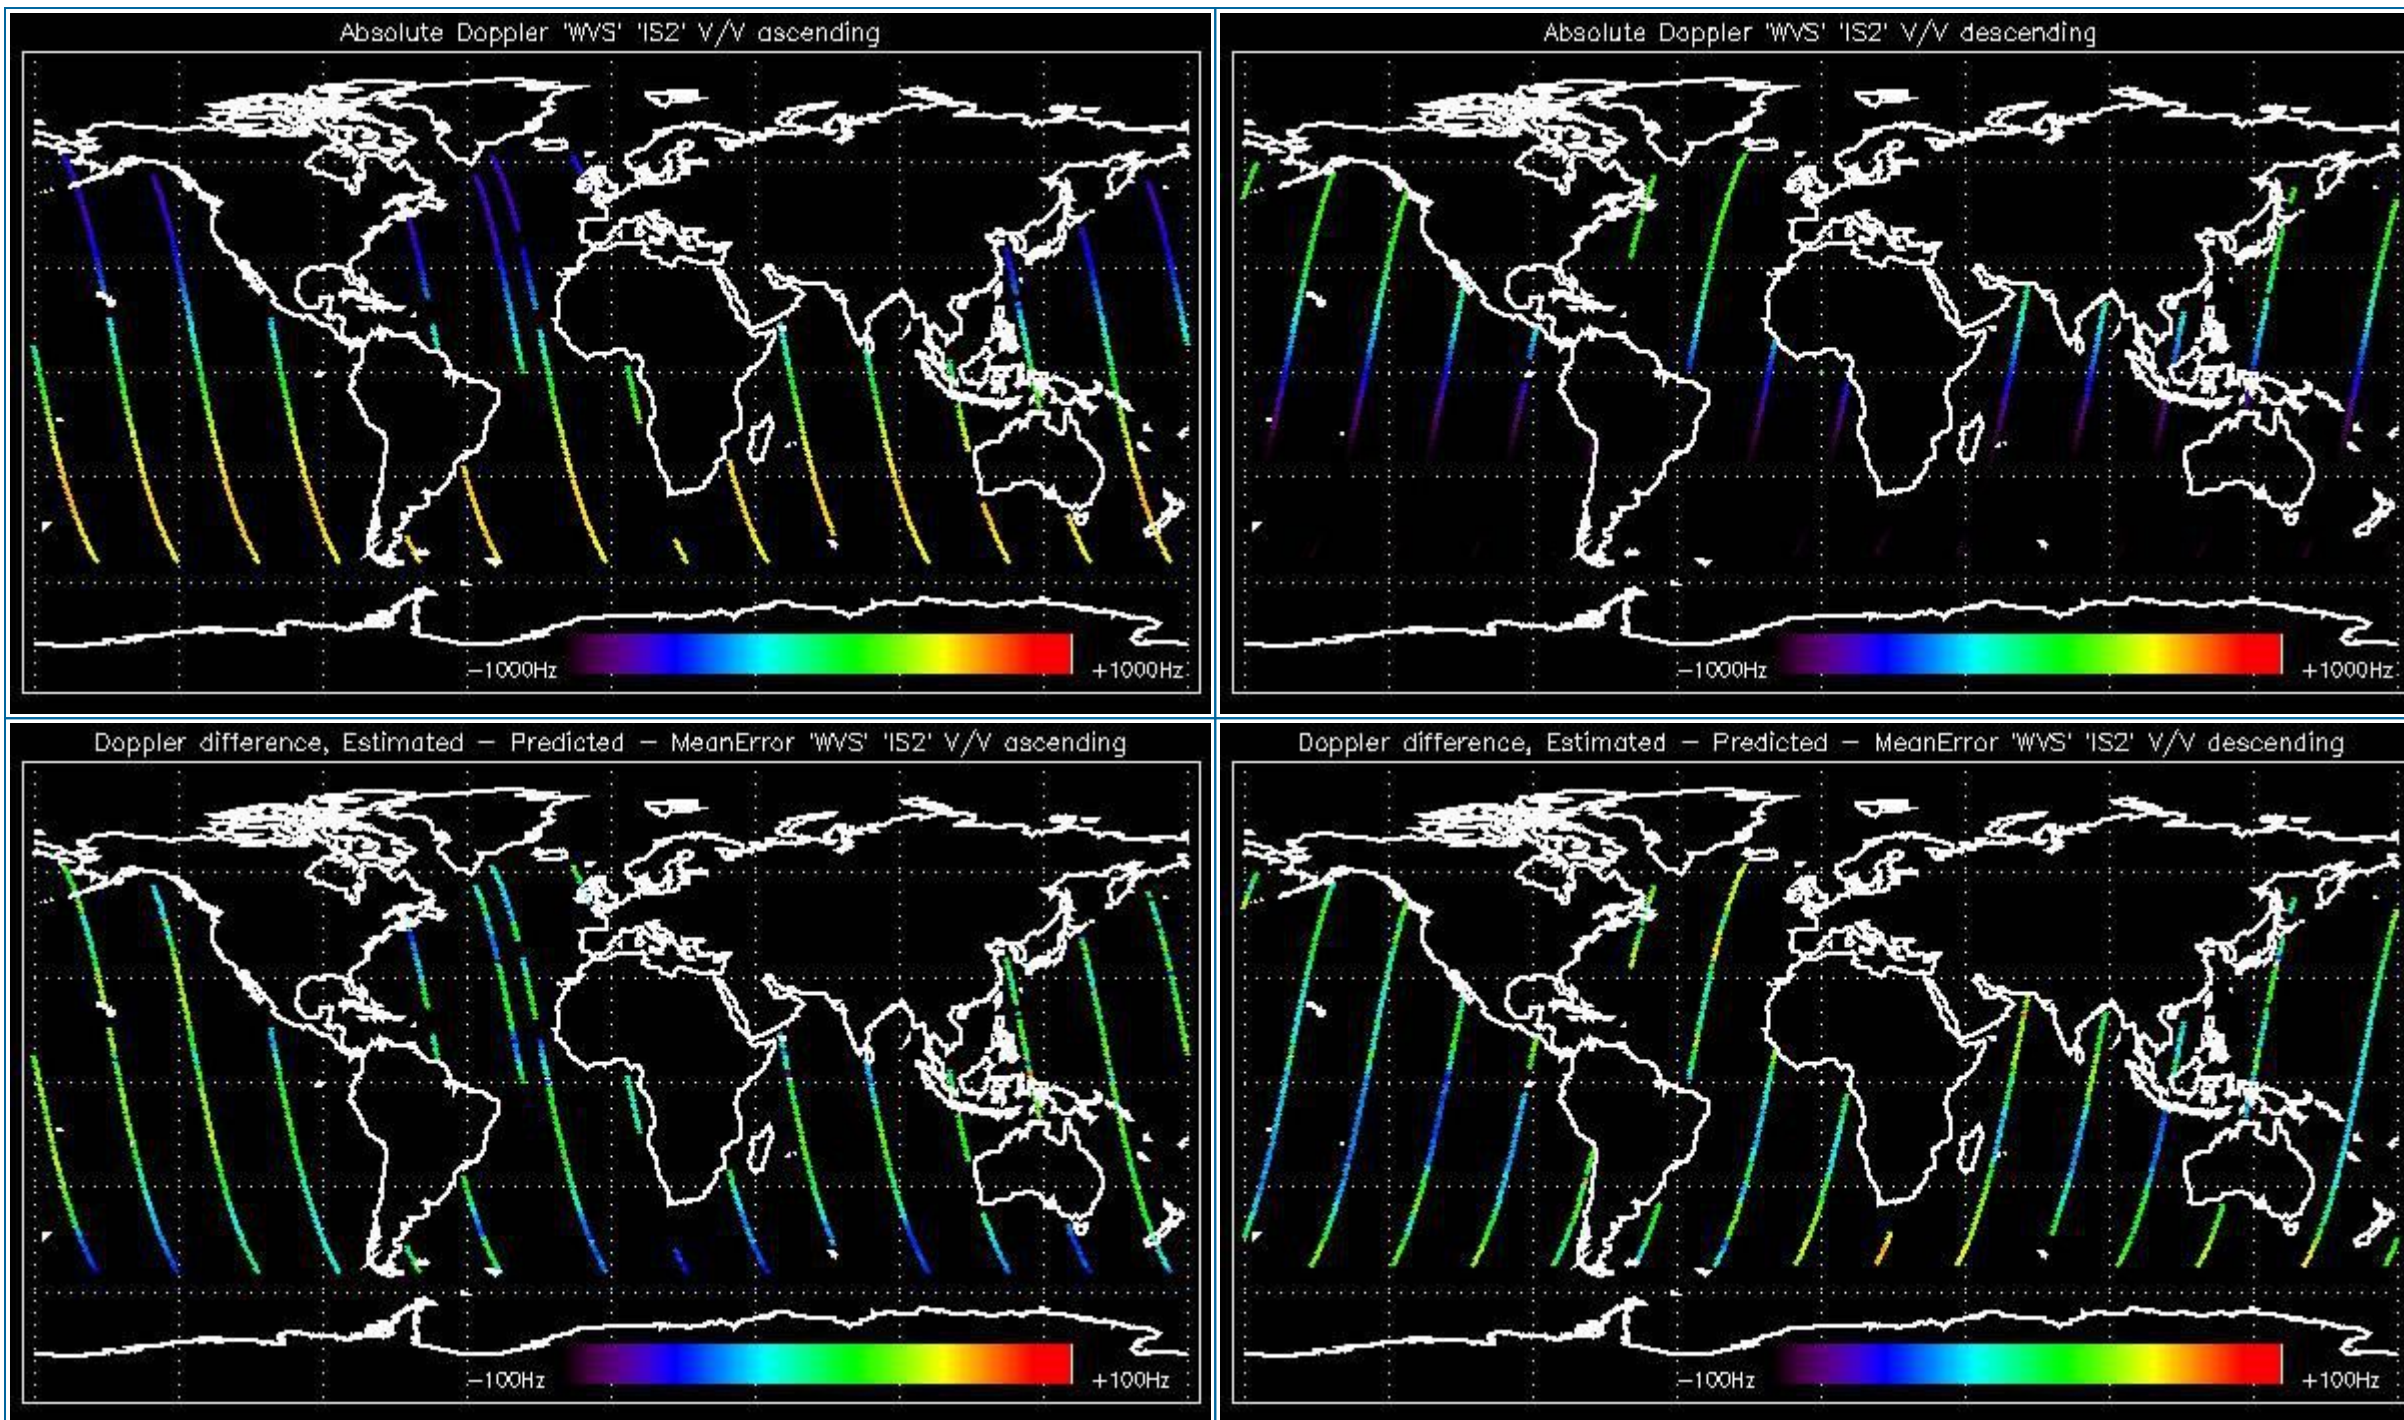 Absolute Doppler 'WVS' 'IS2' V/V ascending
-1000Hz
+1000Hz
Absolute Doppler 'WVS' 'IS2' V/V descending
-1000Hz
+1000Hz
Doppler difference, Estimated - Predicted - MeanError 'WVS' 'IS2' V/V ascending
-100Hz
+100Hz
Doppler difference, Estimated - Predicted - MeanError 'WVS' 'IS2' V/V descending
-100Hz
+100Hz